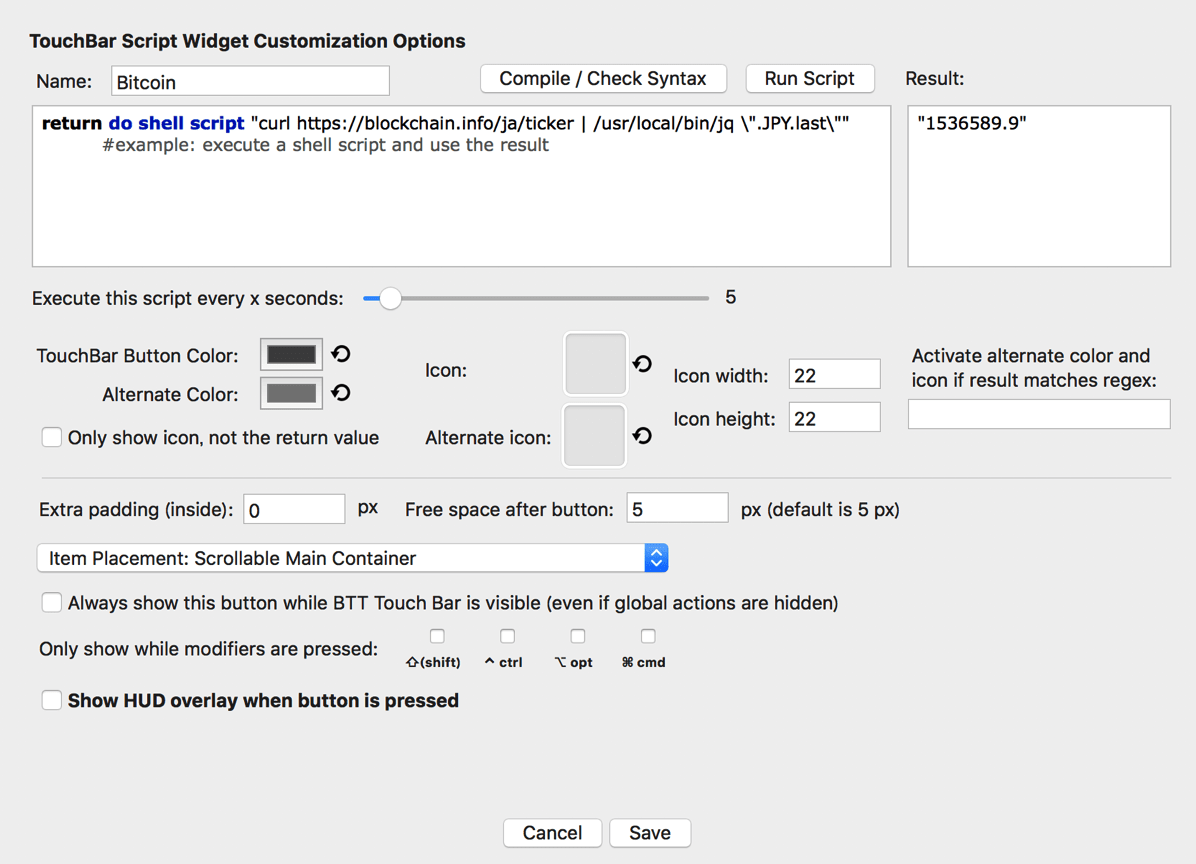 TouchBar Script Widget Customization Options
Name: Bitcoin Compile / Check Syntax Run Script Result:
return do shell script "curl https://blockchain.info/ja/ticker | /usr/local/bin/jq \".JPY.last\"" "1536589.9"
#example: execute a shell script and use the result
Execute this script every x seconds: 5
TouchBar Button Color:
Alternate Color:
Only show icon, not the return value
Icon:
Alternate icon:
Icon width: 22
Icon height: 22
Activate alternate color and
icon if result matches regex:
Extra padding (inside): 0 px Free space after button: 5 px (default is 5 px)
Item Placement: Scrollable Main Container
Always show this button while BTT Touch Bar is visible (even if global actions are hidden)
Only show while modifiers are pressed: ⇧(shift) ⌃ ctrl ⌥ opt ⌘ cmd
Show HUD overlay when button is pressed
Cancel Save